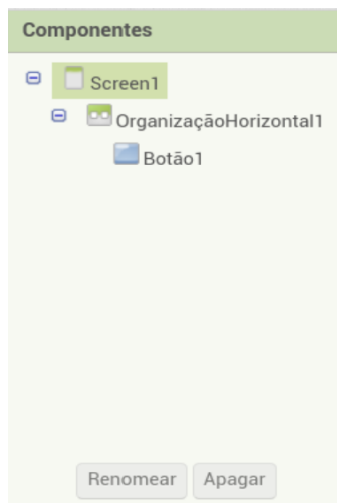 Componentes
Screen1
OrganizaçãoHorizontal1
Botão1
Renomear Apagar